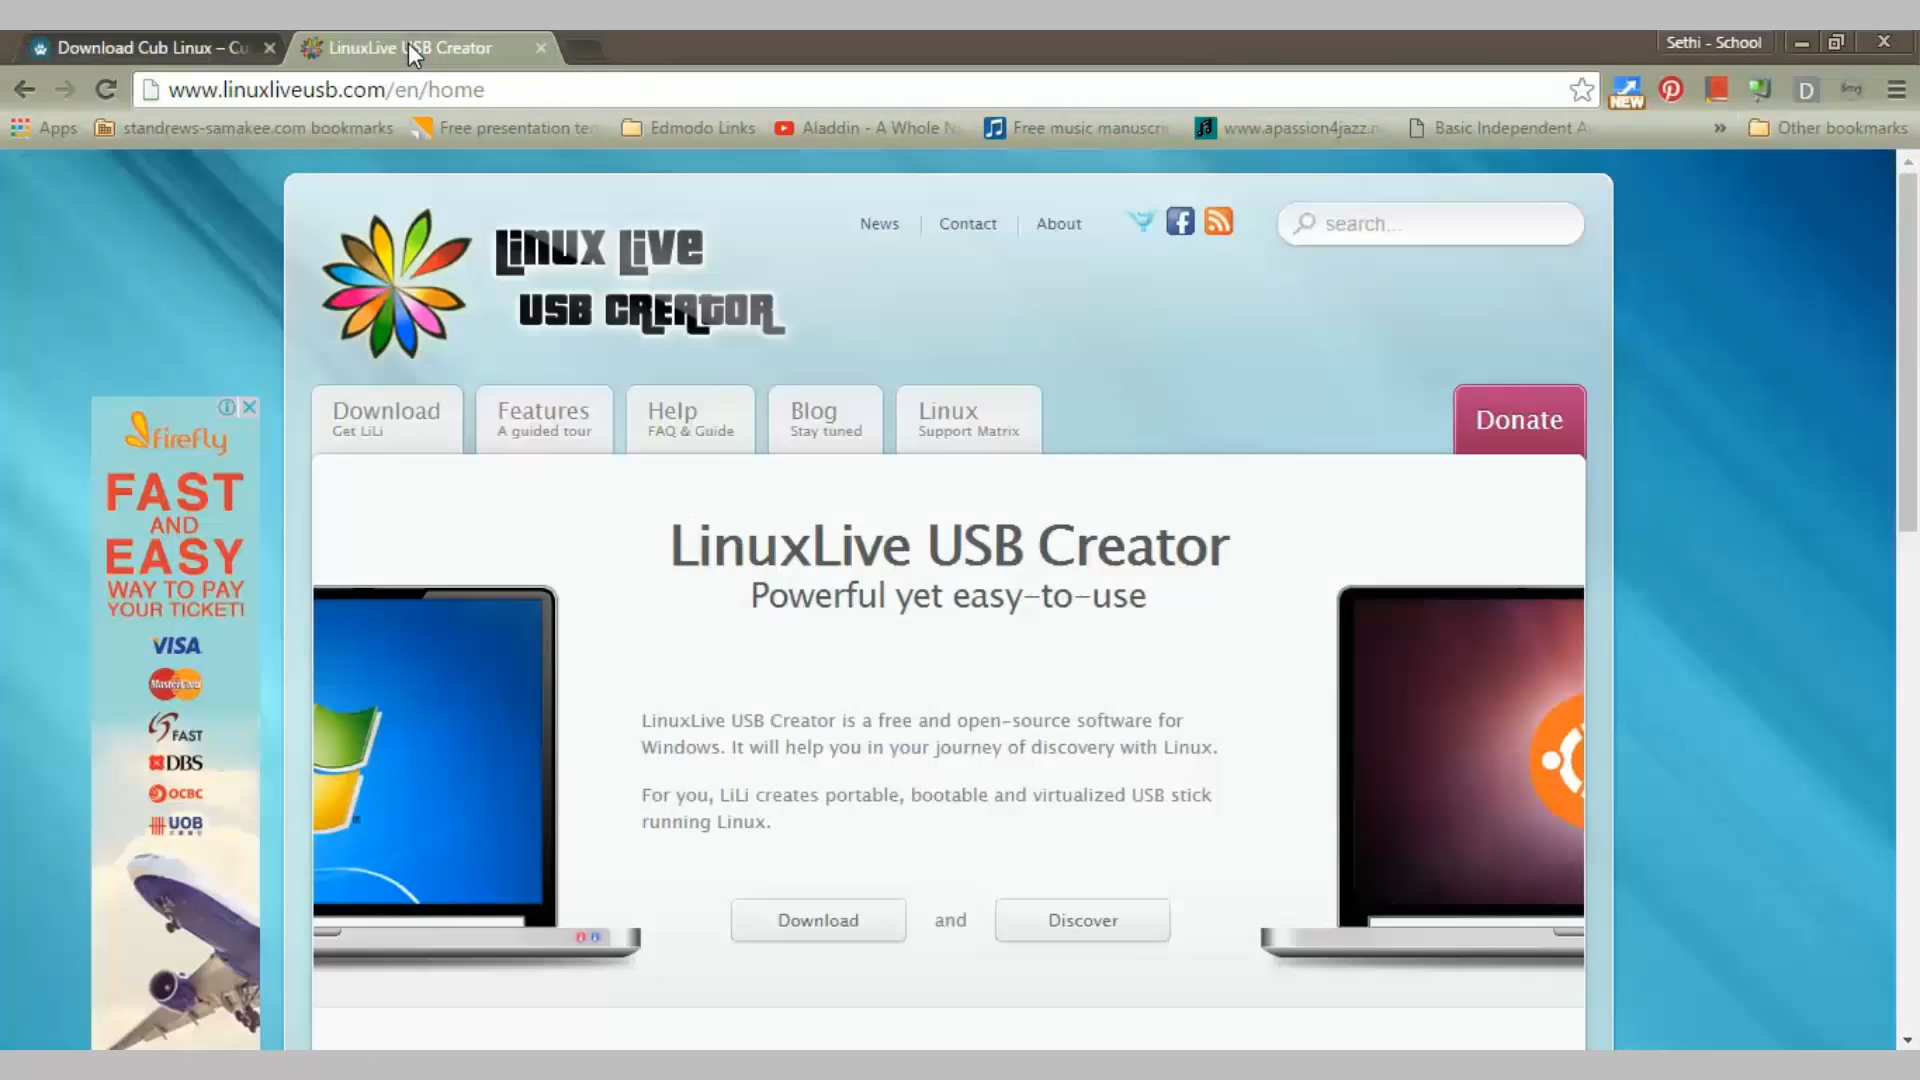 Download Cub Linux – Cu
LinuxLive USB Creator
Sethi - School
www.linuxliveusb.com/en/home
NEW
D
Apps
standrews-samakee.com bookmarks
Free presentation te
Edmodo Links
Aladdin - A Whole N
Free music manuscri
www.apassion4jazz.n
Basic Independent A
»
Other bookmarks
LINUX LIVE
USB CREATOR
News
Contact
About
search...
Download
Get LiLi
Features
A guided tour
Help
FAQ & Guide
Blog
Stay tuned
Linux
Support Matrix
Donate
firefly
FAST
AND
EASY
WAY TO PAY
YOUR TICKET!
VISA
MasterCard
FAST
DBS
OCBC
UOB
LinuxLive USB Creator
Powerful yet easy-to-use
LinuxLive USB Creator is a free and open-source software for
Windows. It will help you in your journey of discovery with Linux.
For you, LiLi creates portable, bootable and virtualized USB stick
running Linux.
Download
and
Discover